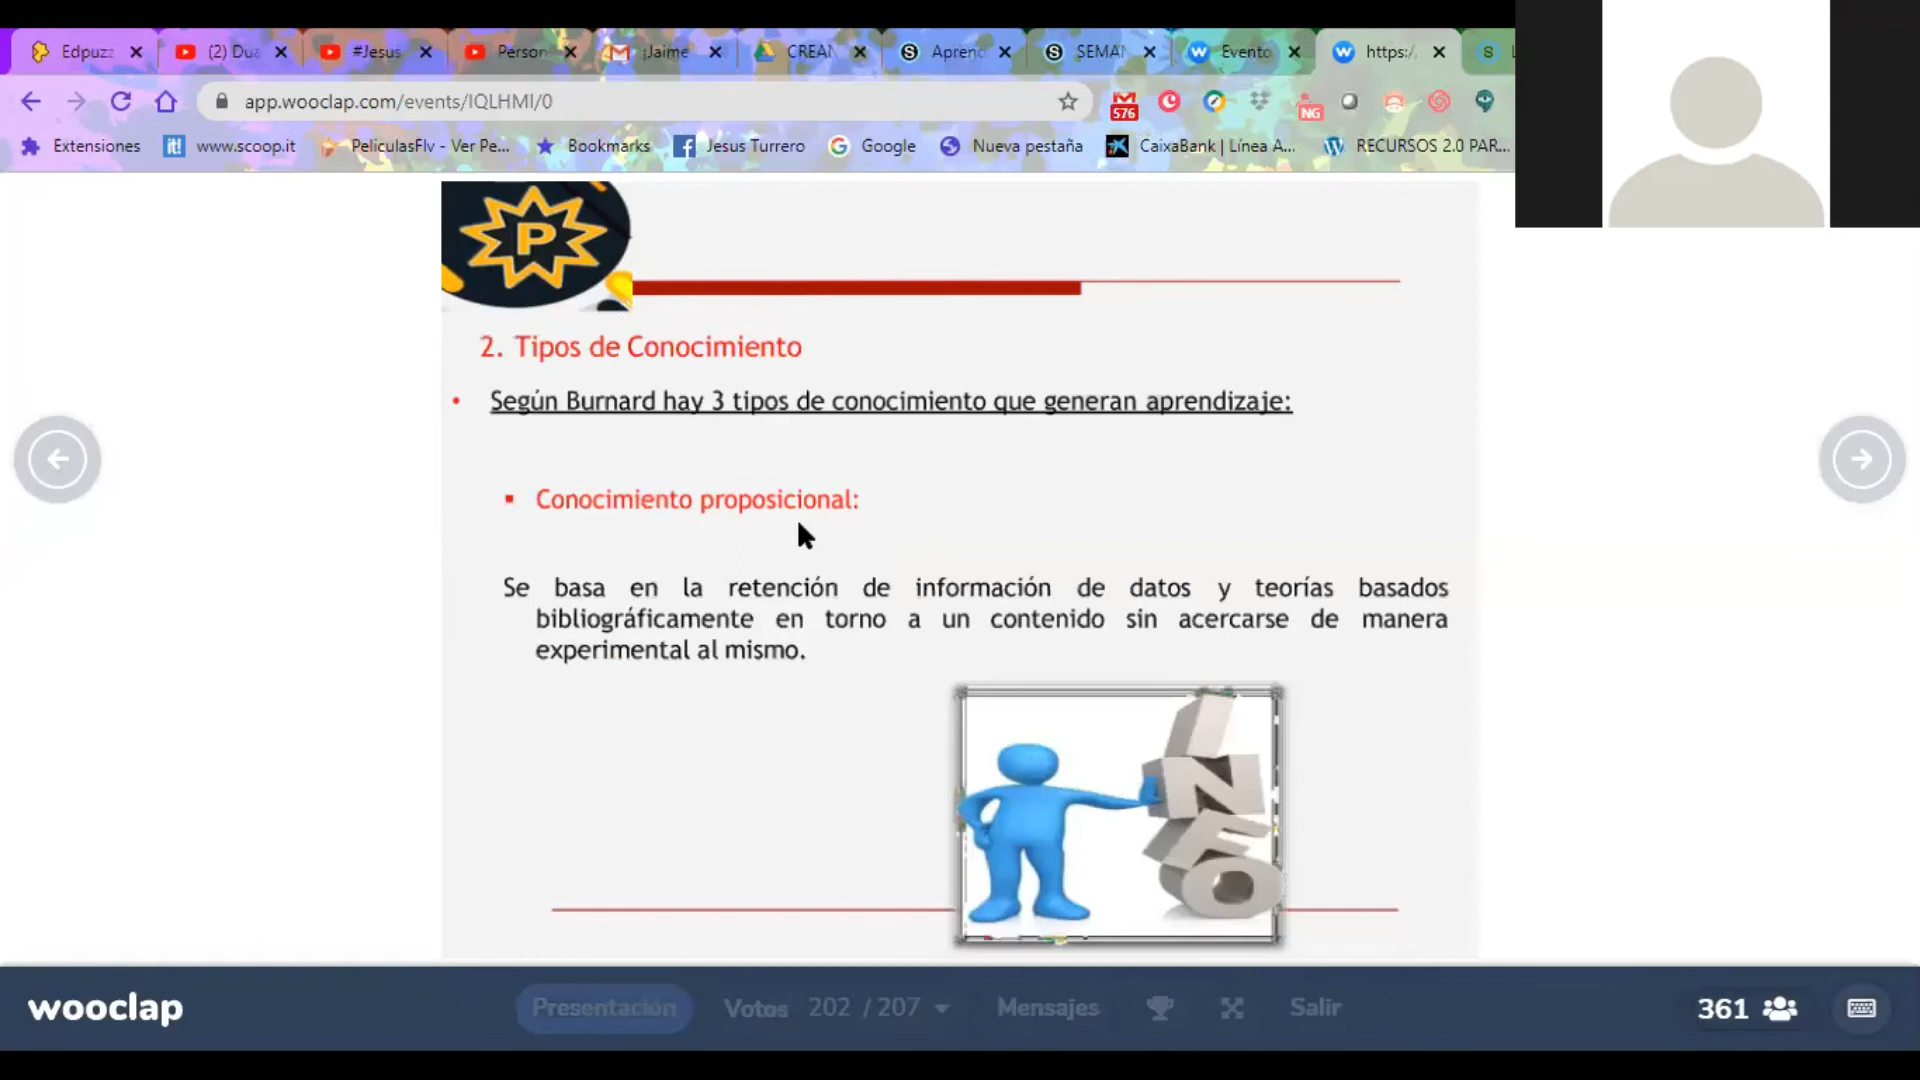 Edpuzz
(2) Dua
#Jesus
Person
¡Jaime
CREAN
Aprend
SEMAN
Evento
https:/
app.wooclap.com/events/IQLHMI/0
576
NG
Extensiones
it!
www.scoop.it
PeliculasFlv - Ver Pe...
Bookmarks
Jesus Turrero
Google
Nueva pestaña
CaixaBank | Línea A...
RECURSOS 2.0 PAR...
P
2. Tipos de Conocimiento
• Según Burnard hay 3 tipos de conocimiento que generan aprendizaje:
▪ Conocimiento proposicional:
Se basa en la retención de información de datos y teorías basados
bibliográficamente en torno a un contenido sin acercarse de manera
experimental al mismo.
INFO
wooclap
Presentación
Votos 202 / 207
Mensajes
Salir
361